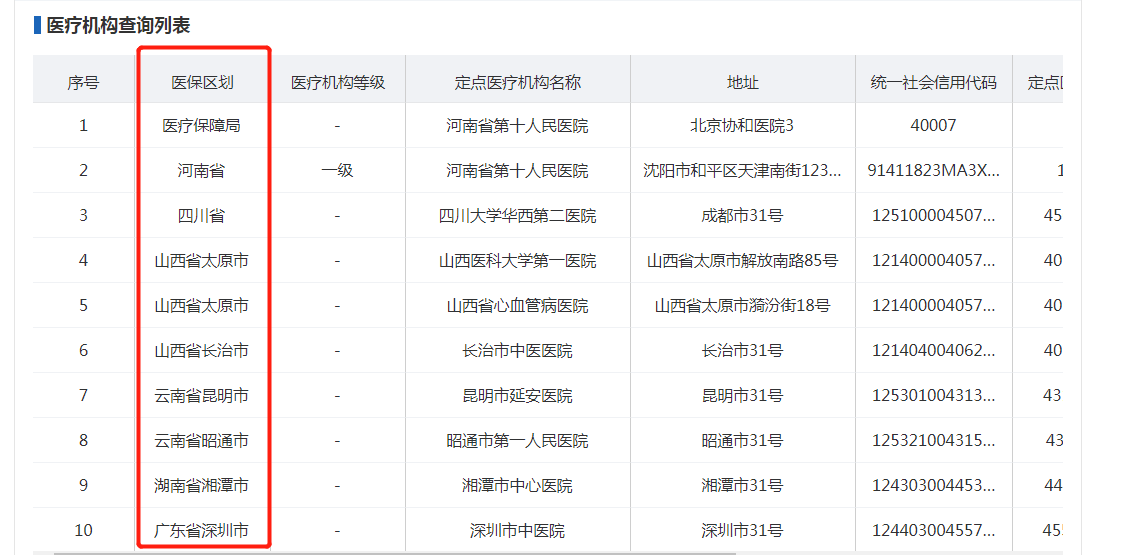 医疗机构查询列表
序号 医保区划 医疗机构等级 定点医疗机构名称 地址 统一社会信用代码 定点
1 医疗保障局 - 河南省第十人民医院 北京协和医院3 40007
2 河南省 一级 河南省第十人民医院 沈阳市和平区天津南街123... 91411823MA3X... 1
3 四川省 - 四川大学华西第二医院 成都市31号 125100004507... 45
4 山西省太原市 - 山西医科大学第一医院 山西省太原市解放南路85号 121400004057... 40
5 山西省太原市 - 山西省心血管病医院 山西省太原市漪汾街18号 121400004057... 40
6 山西省长治市 - 长治市中医医院 长治市31号 121404004062... 40
7 云南省昆明市 - 昆明市延安医院 昆明市31号 125301004313... 43
8 云南省昭通市 - 昭通市第一人民医院 昭通市31号 125321004315... 43
9 湖南省湘潭市 - 湘潭市中心医院 湘潭市31号 124303004453... 44
10 广东省深圳市 - 深圳市中医院 深圳市31号 124403004557... 45